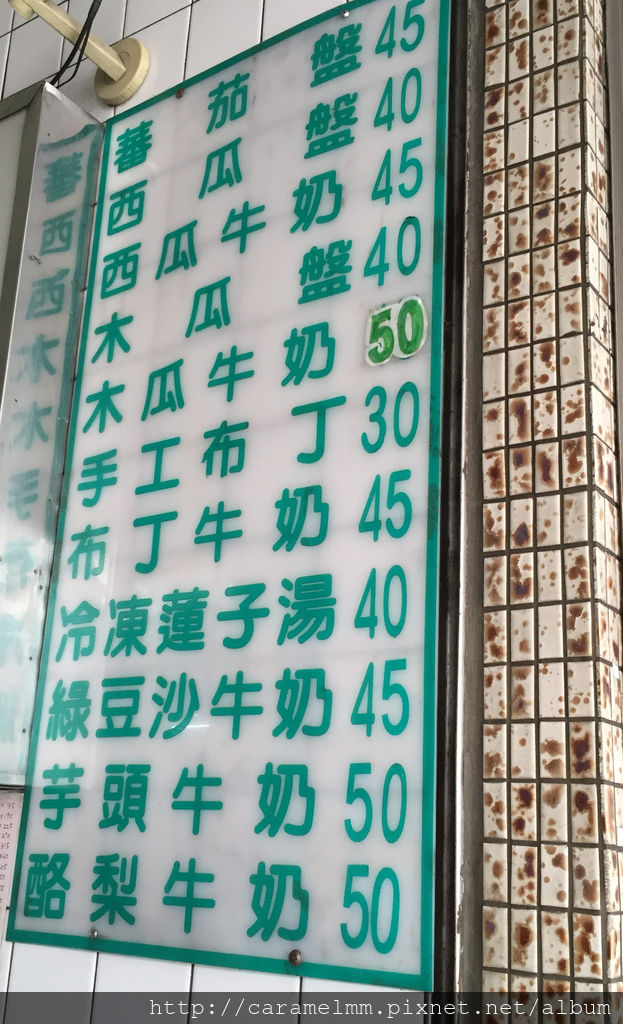 蕃茄盤 45
西瓜盤 40
西瓜牛奶 45
木瓜盤 40
木瓜牛奶 50
手工布丁 30
布丁牛奶 45
冷凍蓮子湯 40
綠豆沙牛奶 45
芋頭牛奶 50
酪梨牛奶 50
http://caramelmm.pixnet.net/album